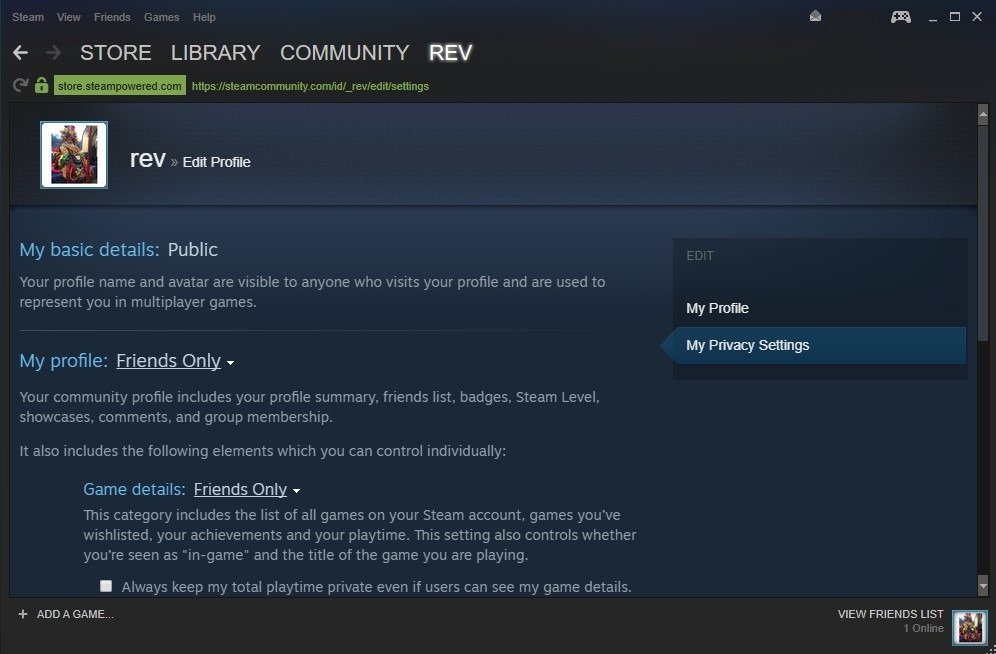 Steam View Friends Games Help
STORE LIBRARY COMMUNITY REV
store.steampowered.com https://steamcommunity.com/id/_rev/edit/settings
rev » Edit Profile
My basic details: Public
Your profile name and avatar are visible to anyone who visits your profile and are used to
represent you in multiplayer games.
My profile: Friends Only
Your community profile includes your profile summary, friends list, badges, Steam Level,
showcases, comments, and group membership.
It also includes the following elements which you can control individually:
Game details: Friends Only
This category includes the list of all games on your Steam account, games you've
wishlisted, your achievements and your playtime. This setting also controls whether
you're seen as "in-game" and the title of the game you are playing.
Always keep my total playtime private even if users can see my game details.
EDIT
My Profile
My Privacy Settings
+ ADD A GAME...
VIEW FRIENDS LIST
1 Online